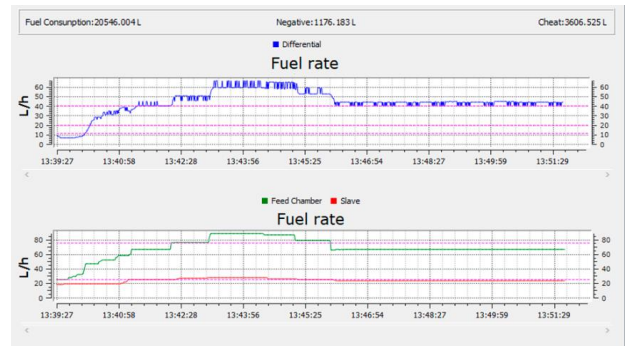 Fuel Consunption:20546.004 L Negative:1176.183 L Cheat:3606.525 L
Differential
Fuel rate
L/h
60 60
50 50
40 40
30 30
20 20
10 10
0 0
13:39:27 13:40:58 13:42:28 13:43:56 13:45:25 13:46:54 13:48:27 13:49:59 13:51:29
< >
Feed Chamber Slave
Fuel rate
L/h
80 80
60 60
40 40
20 20
0 0
13:39:27 13:40:58 13:42:28 13:43:56 13:45:25 13:46:54 13:48:27 13:49:59 13:51:29
< >